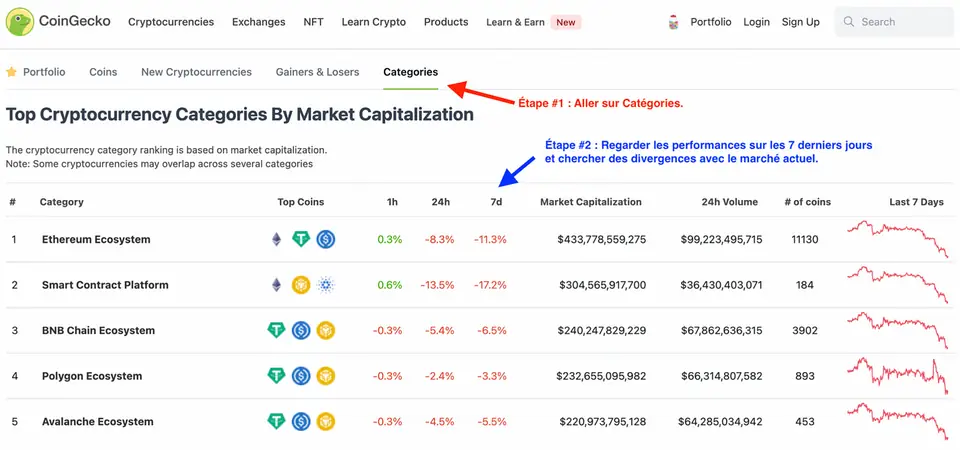 CoinGecko Cryptocurrencies Exchanges NFT Learn Crypto Products Learn & Earn New Portfolio Login Sign Up Search
Portfolio Coins New Cryptocurrencies Gainers & Losers Categories
Étape #1 : Aller sur Catégories.
Top Cryptocurrency Categories By Market Capitalization
Étape #2 : Regarder les performances sur les 7 derniers jours
et chercher des divergences avec le marché actuel.
The cryptocurrency category ranking is based on market capitalization.
Note: Some cryptocurrencies may overlap across several categories
# Category Top Coins 1h 24h 7d Market Capitalization 24h Volume # of coins Last 7 Days
1 Ethereum Ecosystem 0.3% -8.3% -11.3% $433,778,559,275 $99,223,495,715 11130
2 Smart Contract Platform 0.6% -13.5% -17.2% $304,565,917,700 $36,430,403,071 184
3 BNB Chain Ecosystem -0.3% -5.4% -6.5% $240,247,829,229 $67,862,636,315 3902
4 Polygon Ecosystem -0.3% -2.4% -3.3% $232,655,095,982 $66,314,807,582 893
5 Avalanche Ecosystem -0.3% -4.5% -5.5% $220,973,795,128 $64,285,034,942 453